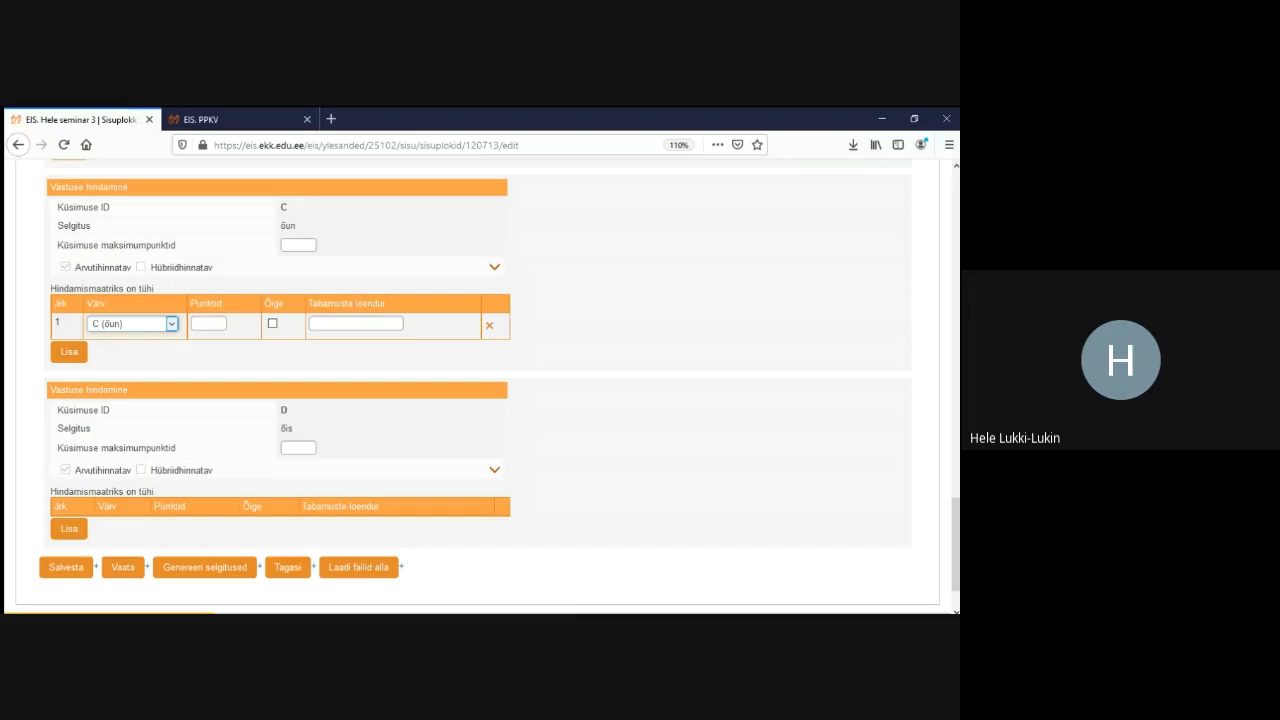 EIS. Hele seminar 3 | Sisuplokk
EIS. PPKV
https://eis.ekk.edu.ee/eis/ylesanded/25102/sisu/sisuplokid/120713/edit
110%
Vastuse hindamine
Küsimuse ID C
Selgitus õun
Küsimuse maksimumpunktid
Arvutihinnatav Hübriidhinnatav
Hindamismaatriks on tühi
Jrk Värv Punktid Õige Tabamuste loendur
1 C (õun)
Lisa
Vastuse hindamine
Küsimuse ID D
Selgitus õis
Küsimuse maksimumpunktid
Arvutihinnatav Hübriidhinnatav
Hindamismaatriks on tühi
Jrk Värv Punktid Õige Tabamuste loendur
Lisa
Salvesta + Vaata + Genereeri selgitused + Tagasi + Laadi failid alla +
H
Hele Lukki-Lukin